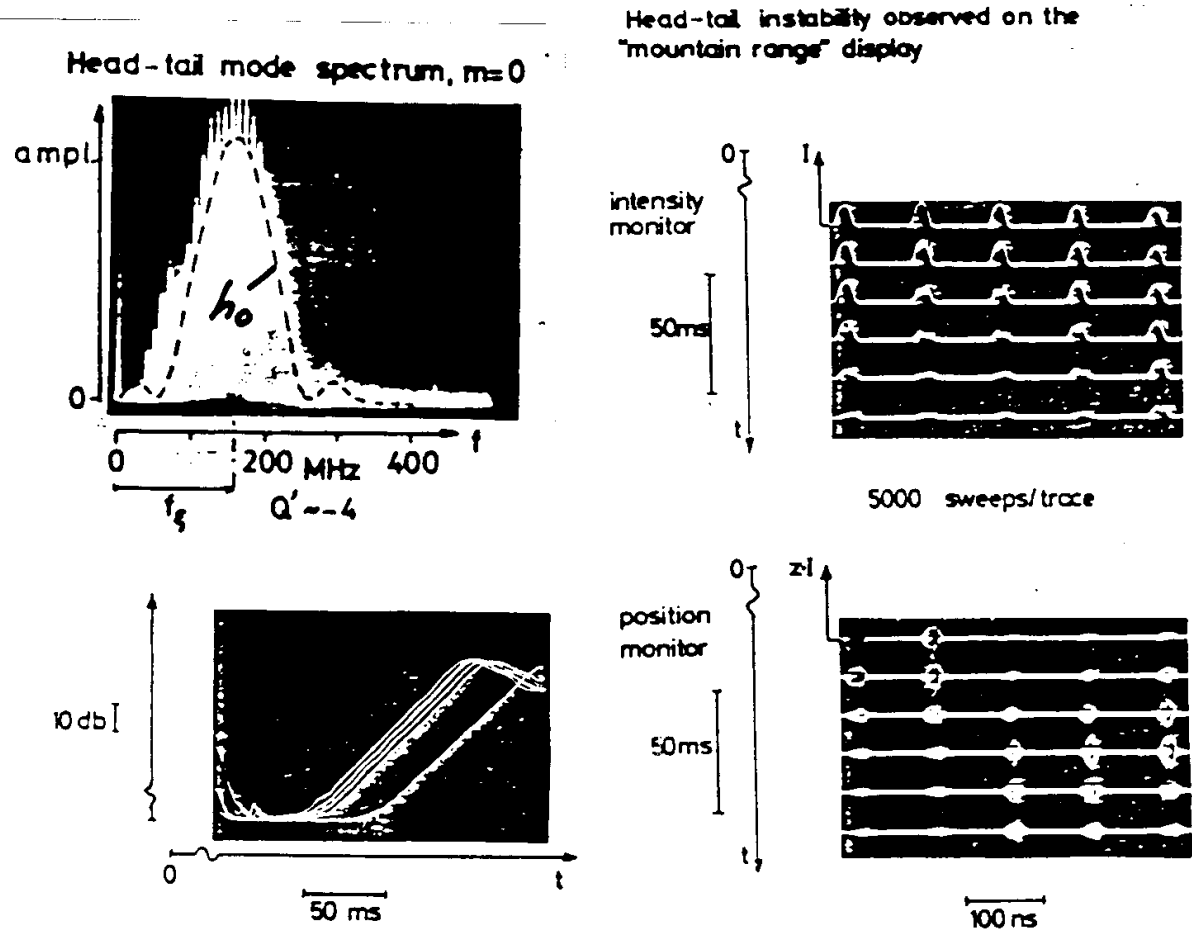 Head-tail mode spectrum, m=0
ampl.
h₀
0
0 200 MHz 400 f
f_ξ Q'~-4
10 db
0 t
50 ms
Head-tail instability observed on the
"mountain range" display
0 I
intensity
monitor
50ms
t
5000 sweeps/trace
0 z·I
position
monitor
50ms
t
100 ns